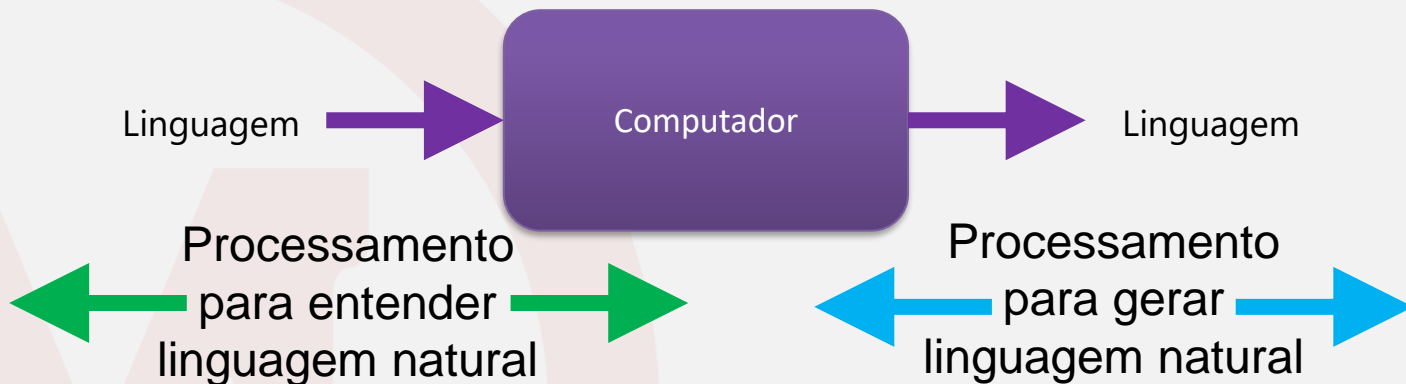 Linguagem
Computador
Linguagem
Processamento
para entender
linguagem natural
Processamento
para gerar
linguagem natural